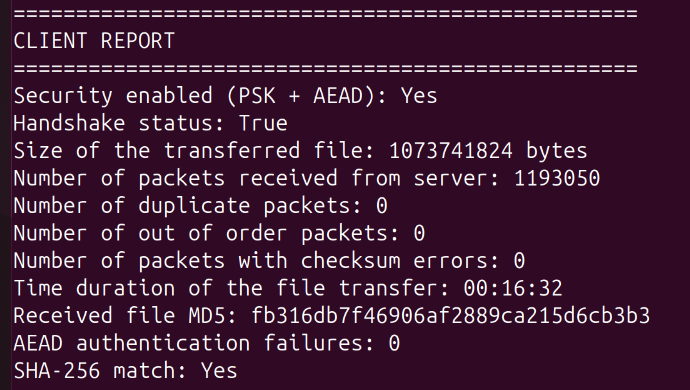 ==================================================
CLIENT REPORT
==================================================
Security enabled (PSK + AEAD): Yes
Handshake status: True
Size of the transferred file: 1073741824 bytes
Number of packets received from server: 1193050
Number of duplicate packets: 0
Number of out of order packets: 0
Number of packets with checksum errors: 0
Time duration of the file transfer: 00:16:32
Received file MD5: fb316db7f46906af2889ca215d6cb3b3
AEAD authentication failures: 0
SHA-256 match: Yes